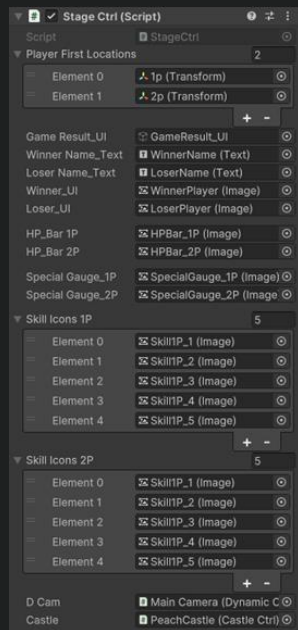 Stage Ctrl (Script)
Script StageCtrl
Player First Locations 2
Element 0 1p (Transform)
Element 1 2p (Transform)
+ -
Game Result_UI GameResult_UI
Winner Name_Text WinnerName (Text)
Loser Name_Text LoserName (Text)
Winner_UI WinnerPlayer (Image)
Loser_UI LoserPlayer (Image)
HP_Bar 1P HPBar_1P (Image)
HP_Bar 2P HPBar_2P (Image)
Special Gauge_1P SpecialGauge_1P (Image)
Special Gauge_2P SpecialGauge_2P (Image
Skill Icons 1P 5
Element 0 Skill1P_1 (Image)
Element 1 Skill1P_2 (Image)
Element 2 Skill1P_3 (Image)
Element 3 Skill1P_4 (Image)
Element 4 Skill1P_5 (Image)
+ -
Skill Icons 2P 5
Element 0 Skill1P_1 (Image)
Element 1 Skill1P_2 (Image)
Element 2 Skill1P_3 (Image)
Element 3 Skill1P_4 (Image)
Element 4 Skill1P_5 (Image)
+ -
D Cam Main Camera (Dynamic C
Castle PeachCastle (Castle Ctrl)